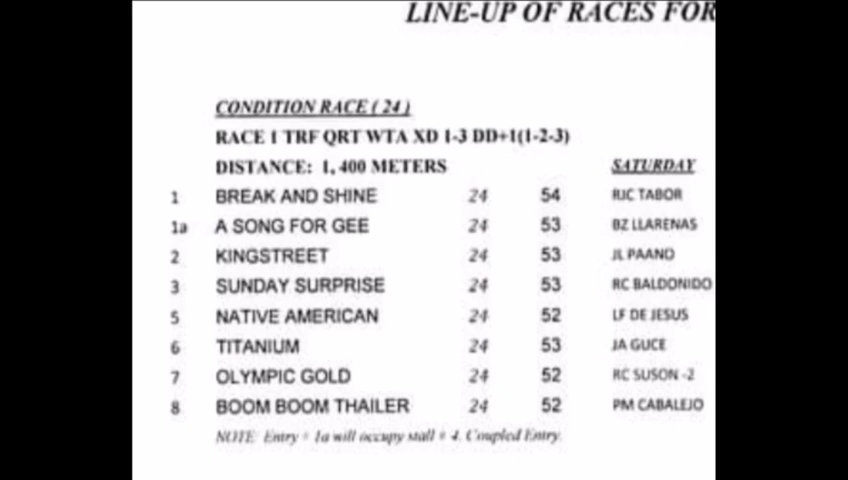 LINE-UP OF RACES FOR
CONDITION RACE ( 24 )
RACE 1 TRF QRT WTA XD 1-3 DD+1(1-2-3)
DISTANCE: 1, 400 METERS SATURDAY
1 BREAK AND SHINE 24 54 RJC TABOR
1a A SONG FOR GEE 24 53 BZ LLARENAS
2 KINGSTREET 24 53 JL PAANO
3 SUNDAY SURPRISE 24 53 RC BALDONIDO
5 NATIVE AMERICAN 24 52 LF DE JESUS
6 TITANIUM 24 53 JA GUCE
7 OLYMPIC GOLD 24 52 RC SUSON -2
8 BOOM BOOM THAILER 24 52 PM CABALEJO
NOTE: Entry # 1a will occupy stall # 4. Coupled Entry.